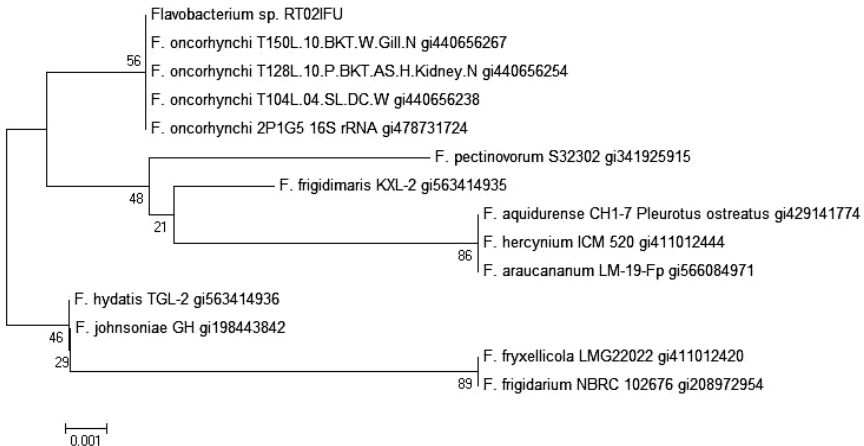 Flavobacterium sp. RT02IFU
F. oncorhynchi T150L.10.BKT.W.Gill.N gi440656267
56
F. oncorhynchi T128L.10.P.BKT.AS.H.Kidney.N gi440656254
F. oncorhynchi T104L.04.SL.DC.W gi440656238
F. oncorhynchi 2P1G5 16S rRNA gi478731724
F. pectinovorum S32302 gi341925915
F. frigidimaris KXL-2 gi563414935
48
F. aquidurense CH1-7 Pleurotus ostreatus gi429141774
21
F. hercynium ICM 520 gi411012444
86
F. araucananum LM-19-Fp gi566084971
F. hydatis TGL-2 gi563414936
F. johnsoniae GH gi198443842
46
F. fryxellicola LMG22022 gi411012420
29
F. frigidarium NBRC 102676 gi208972954
89
0.001